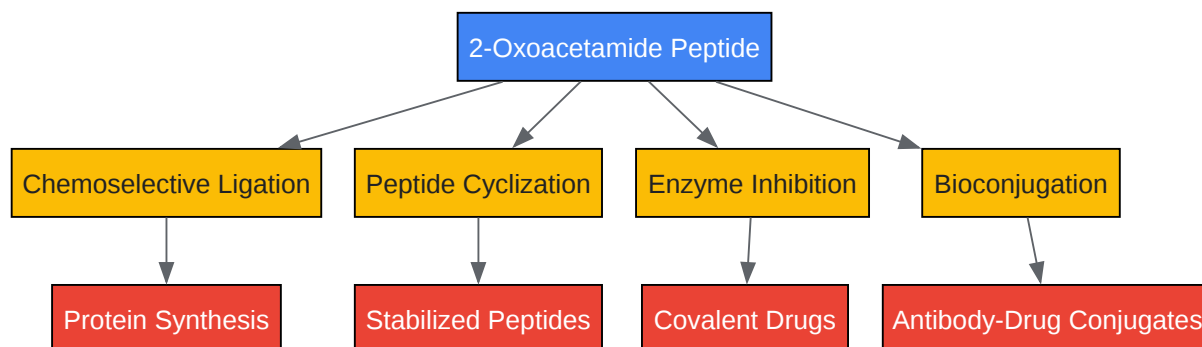 2-Oxoacetamide Peptide
Chemoselective Ligation
Peptide Cyclization
Enzyme Inhibition
Bioconjugation
Protein Synthesis
Stabilized Peptides
Covalent Drugs
Antibody-Drug Conjugates